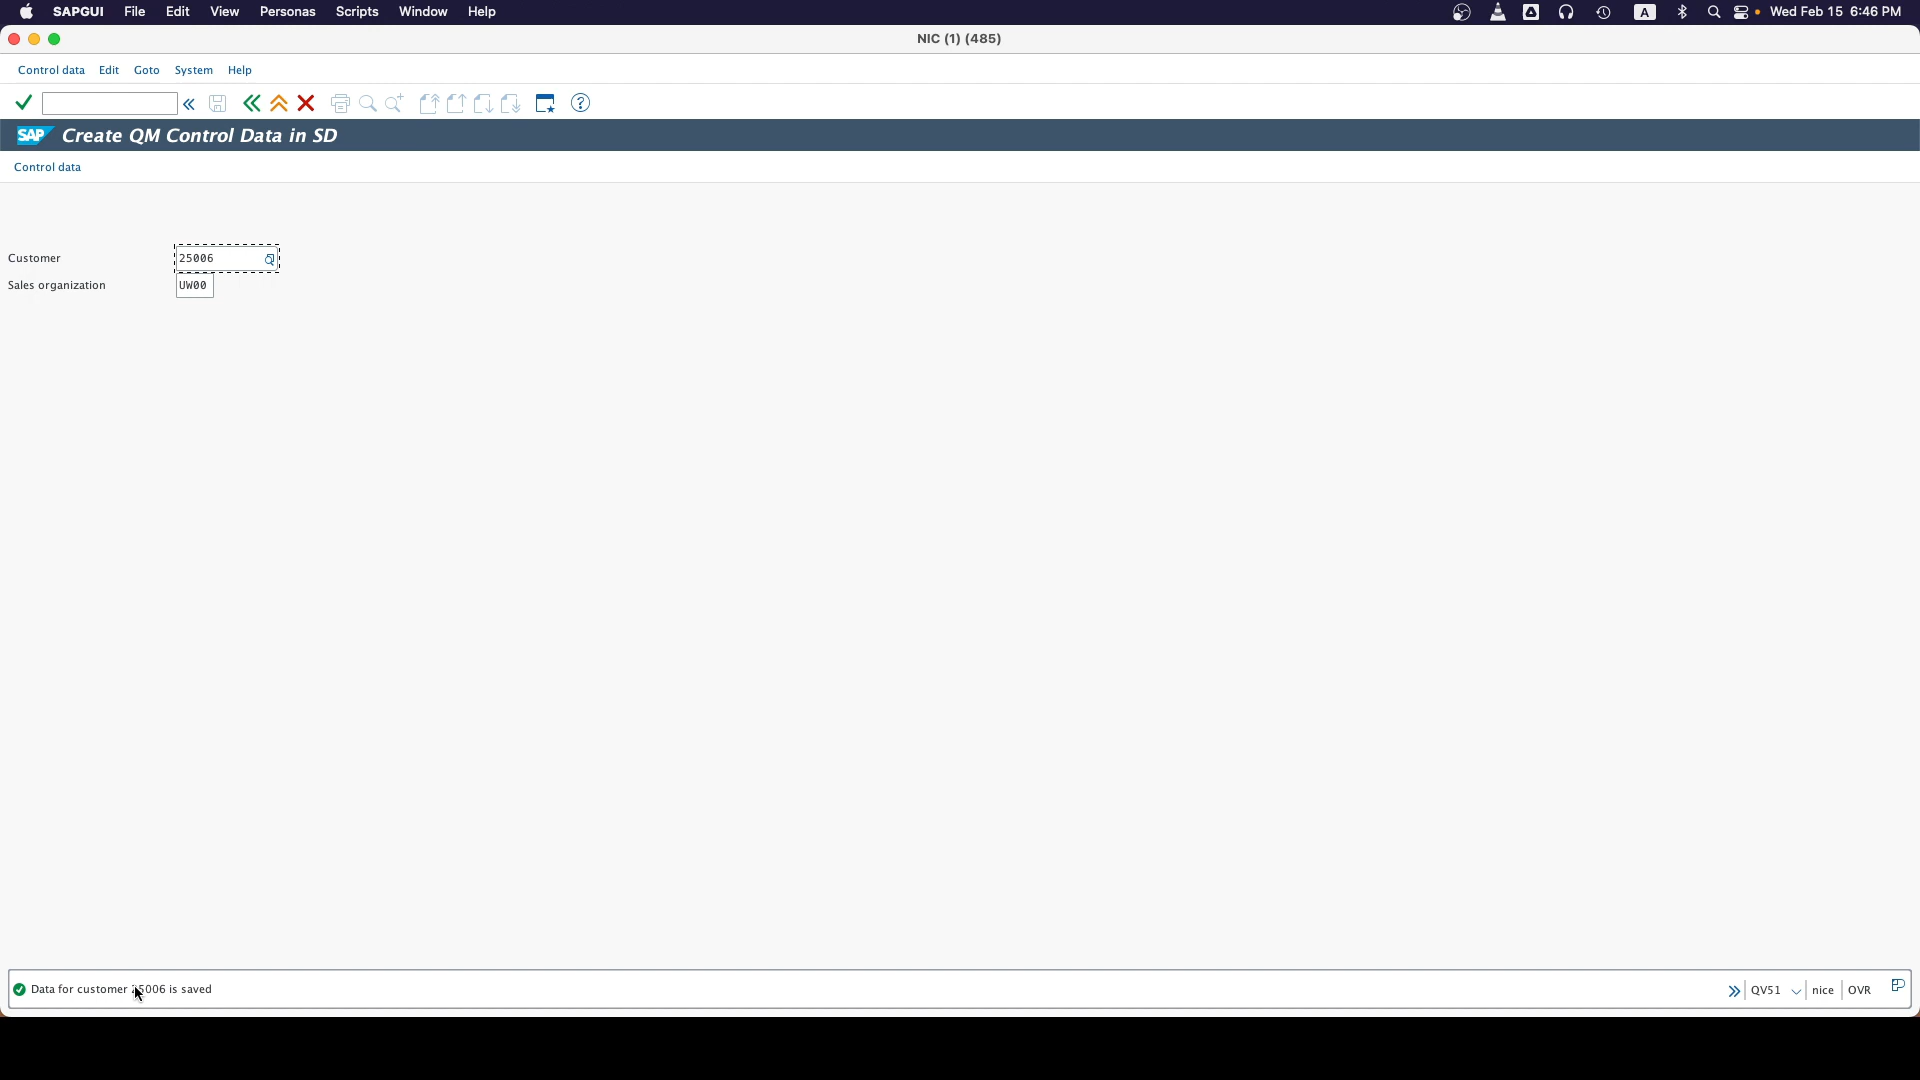 SAPGUI File Edit View Personas Scripts Window Help A Wed Feb 15 6:46 PM
NIC (1) (485)
Control data Edit Goto System Help
SAP Create QM Control Data in SD
Control data
Customer 25006
Sales organization UW00
Data for customer 25006 is saved QV51 nice OVR